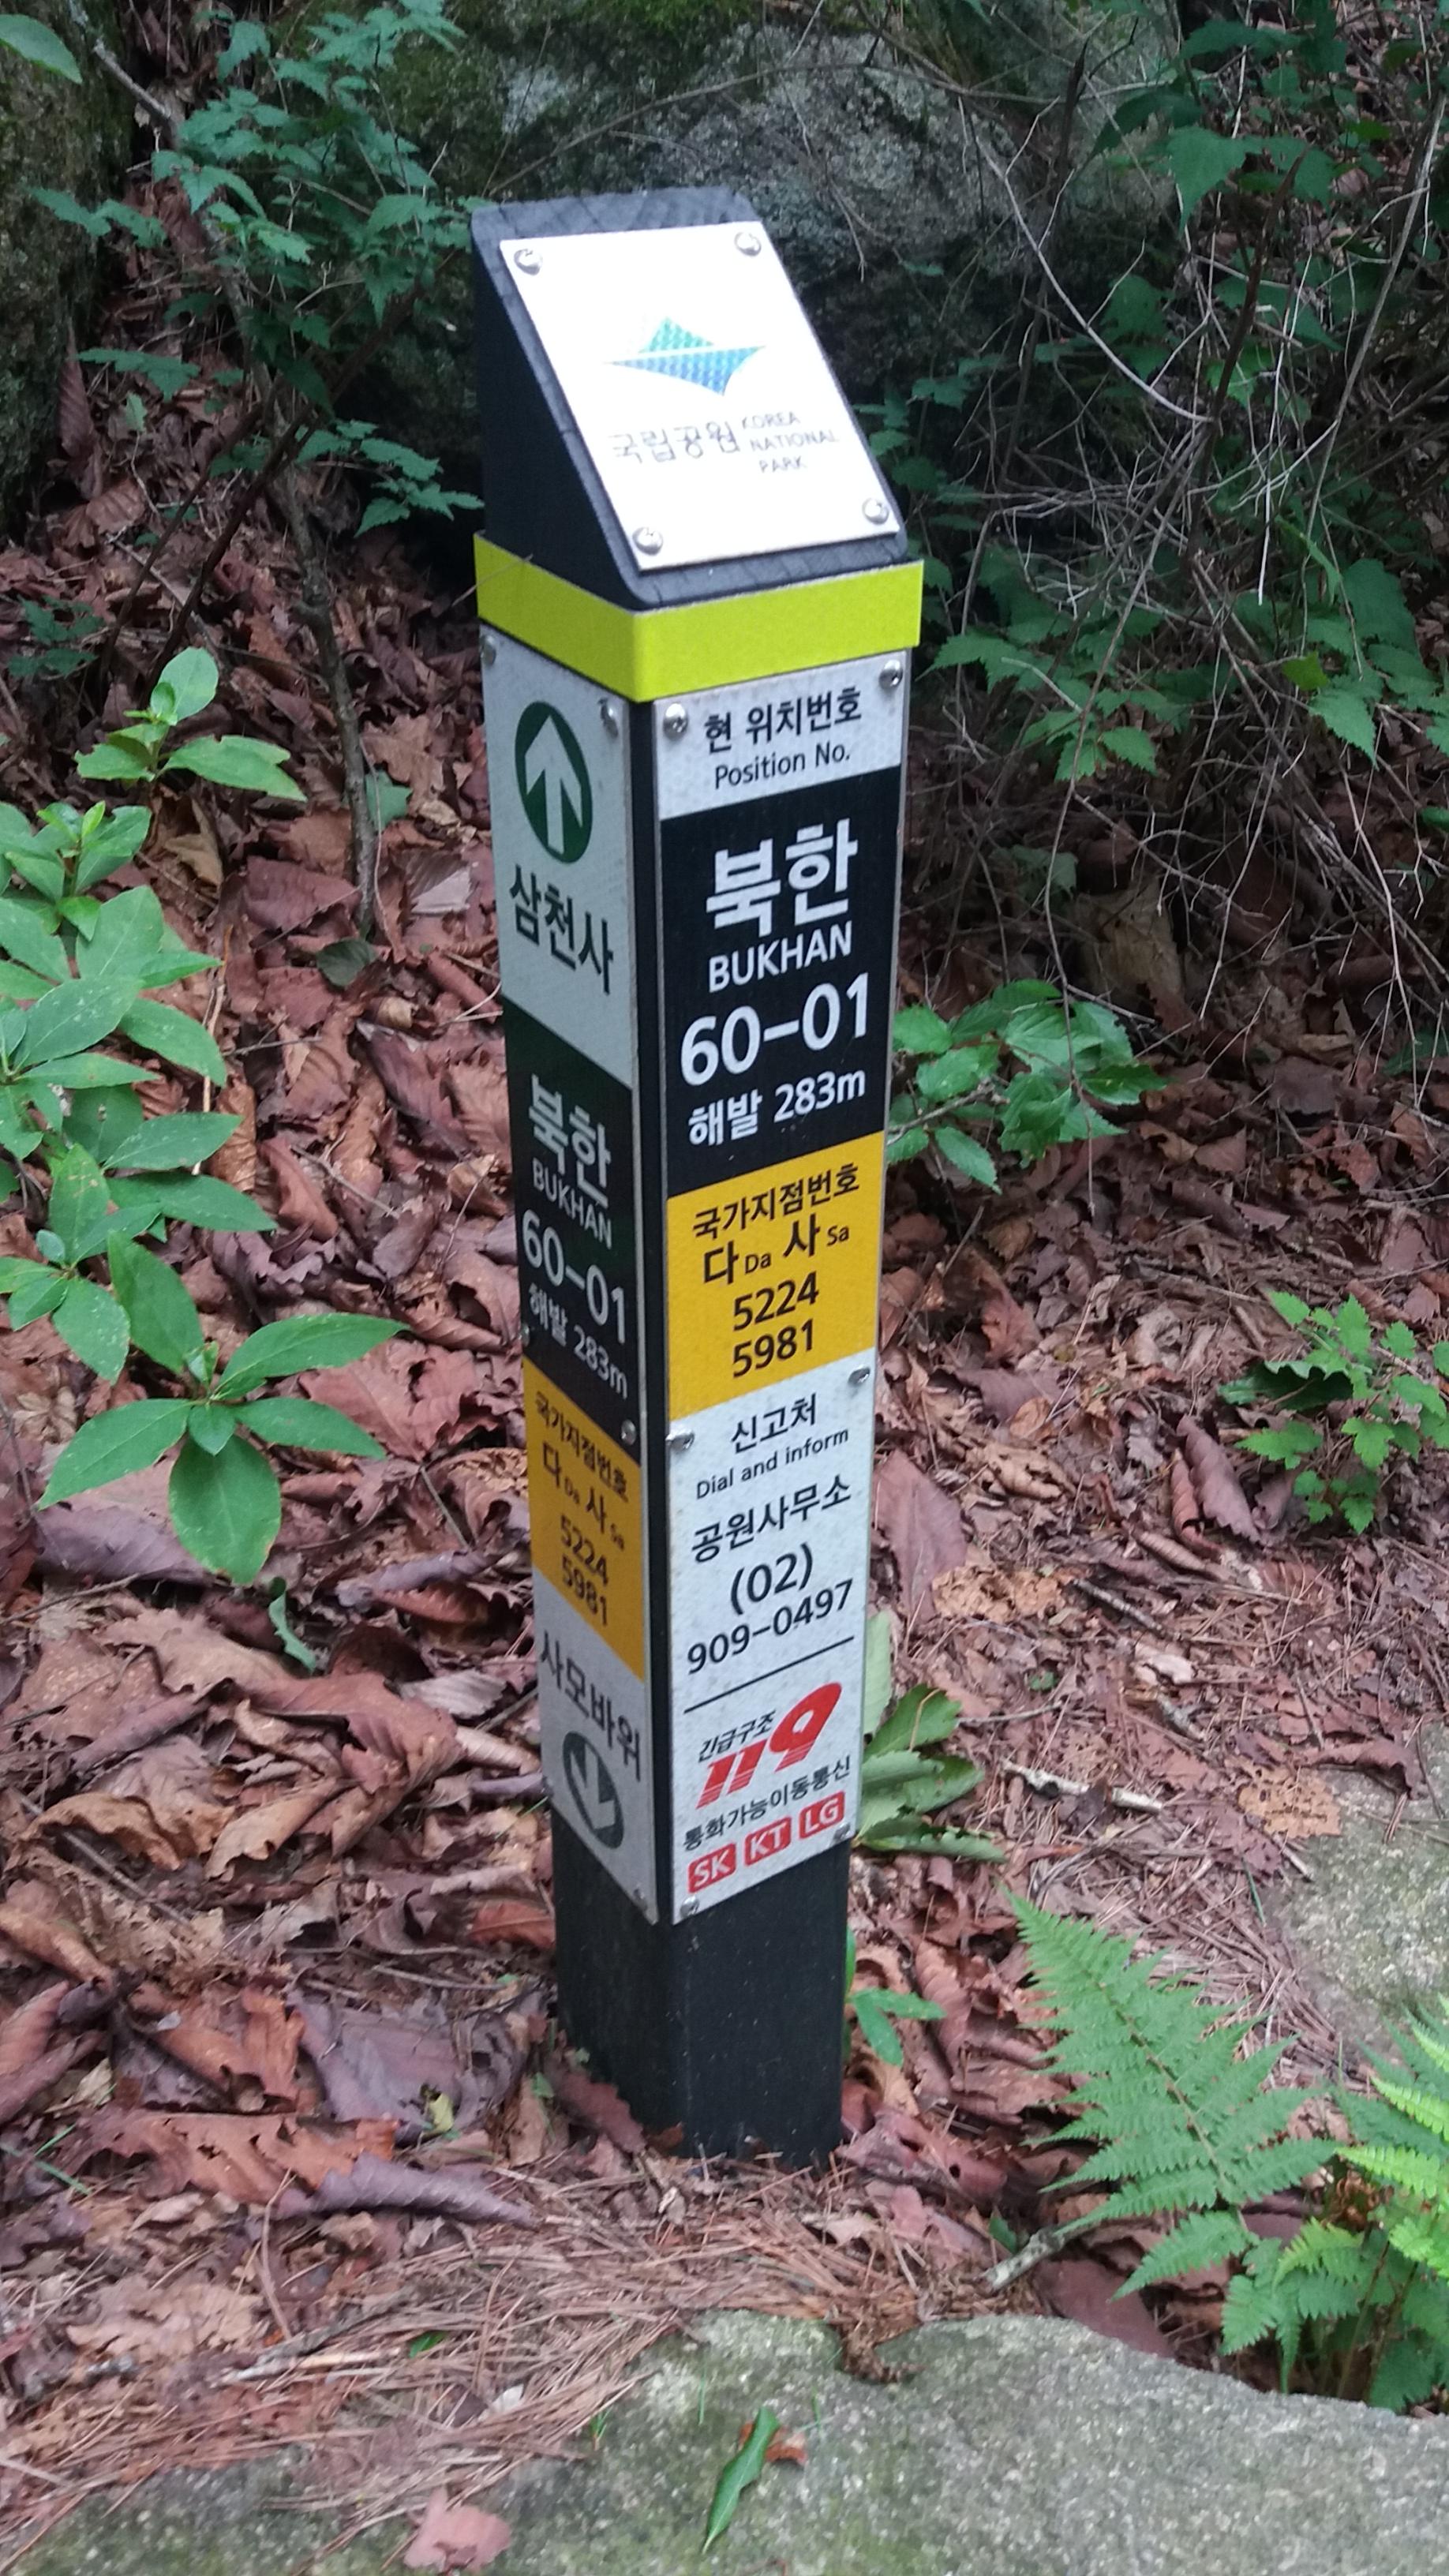 국립공원 KOREA
NATIONAL
PARK
현 위치번호
Position No.
북한
BUKHAN
60-01
해발 283m
국가지점번호
다 Da 사 Sa
5224
5981
신고처
Dial and inform
공원사무소
(02)
909-0497
긴급구조
119
통화가능이동통신
SK KT LG
삼천사
북한
BUKHAN
60-01
해발 283m
국가지점번호
다 Da 사 Sa
5224
5981
사모바위